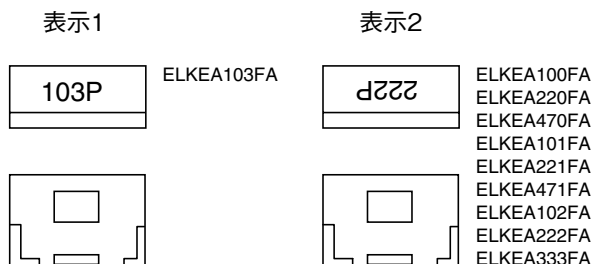 表示1
103P
ELKEA103FA
表示2
222P
ELKEA100FA
ELKEA220FA
ELKEA470FA
ELKEA101FA
ELKEA221FA
ELKEA471FA
ELKEA102FA
ELKEA222FA
ELKEA333FA